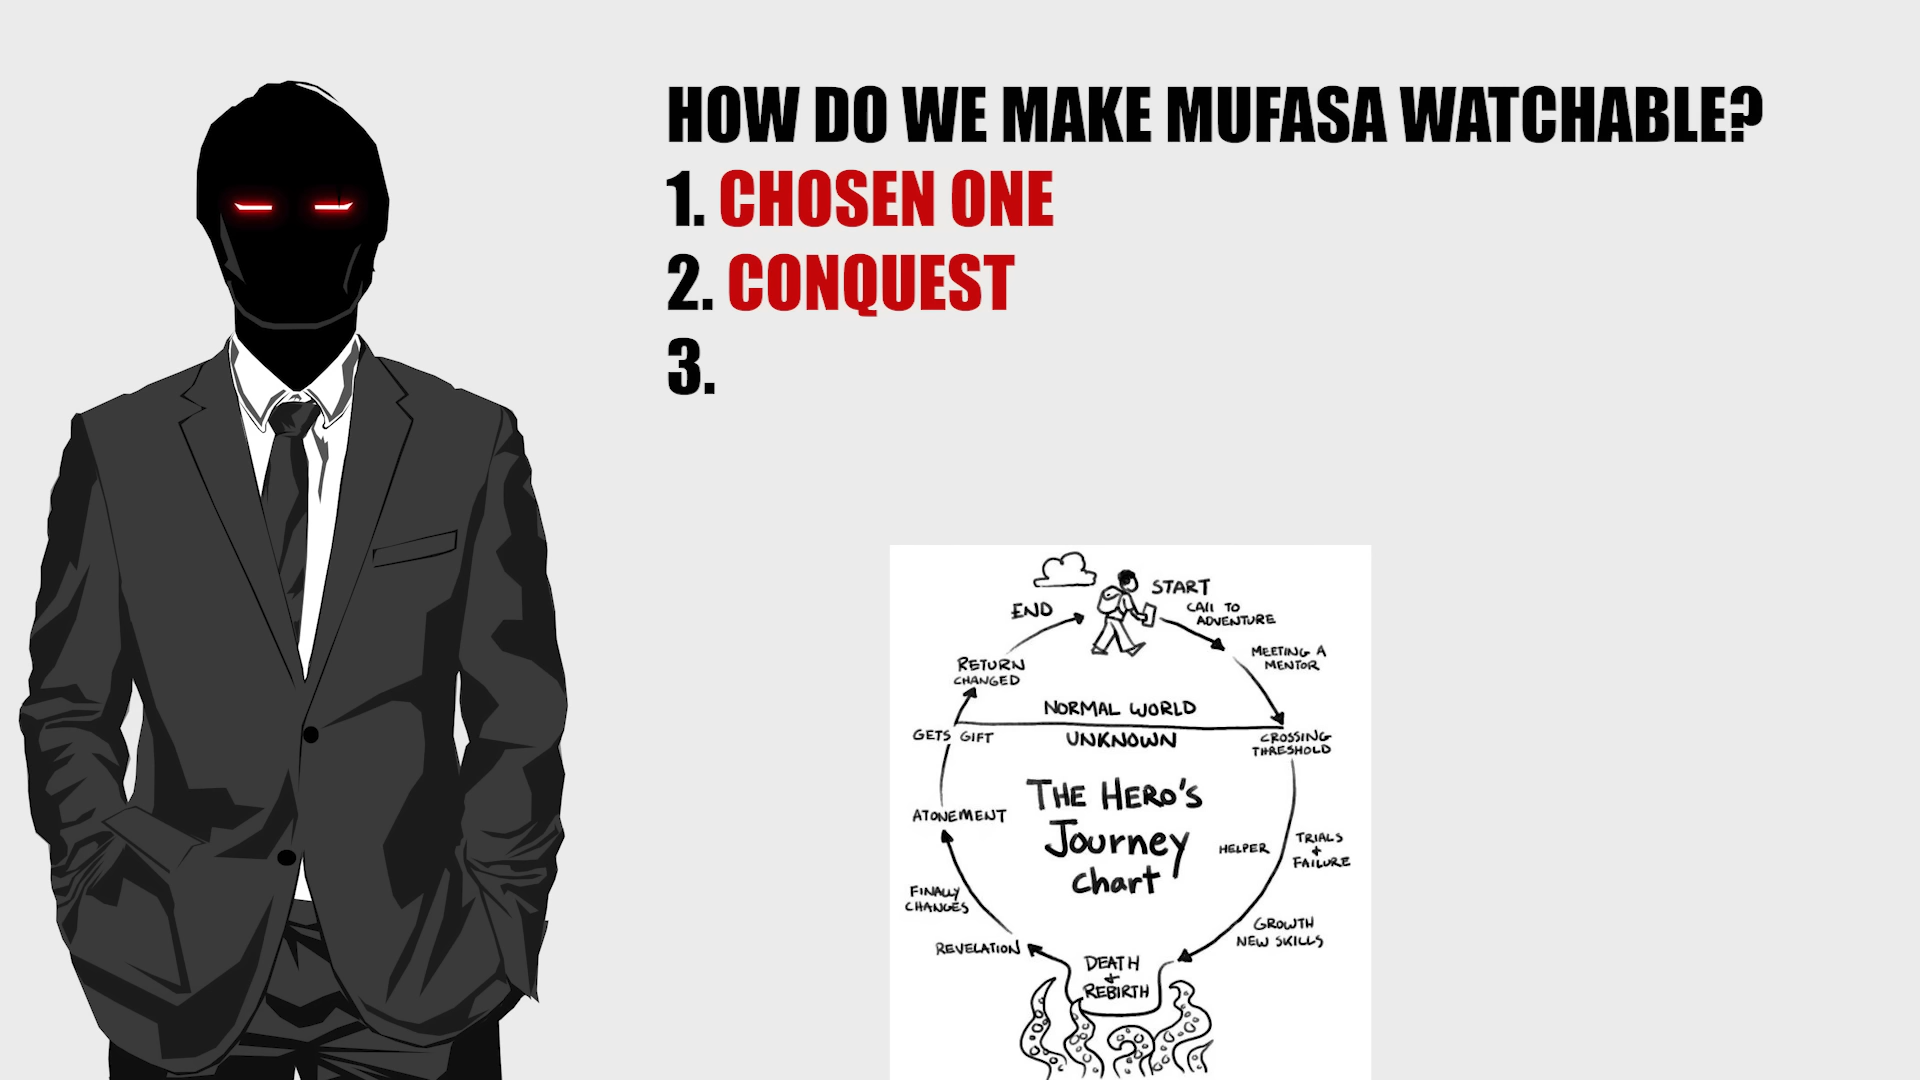 HOW DO WE MAKE MUFASA WATCHABLE?
1. CHOSEN ONE
2. CONQUEST
3.
START
CALL TO
ADVENTURE
END
MEETING A
MENTOR
RETURN
CHANGED
NORMAL WORLD
GETS GIFT
UNKNOWN
CROSSING
THRESHOLD
THE HERO'S
Journey
chart
ATONEMENT
HELPER
TRIALS
+
FAILURE
FINALLY
CHANGES
GROWTH
NEW SKILLS
REVELATION
DEATH
+
REBIRTH